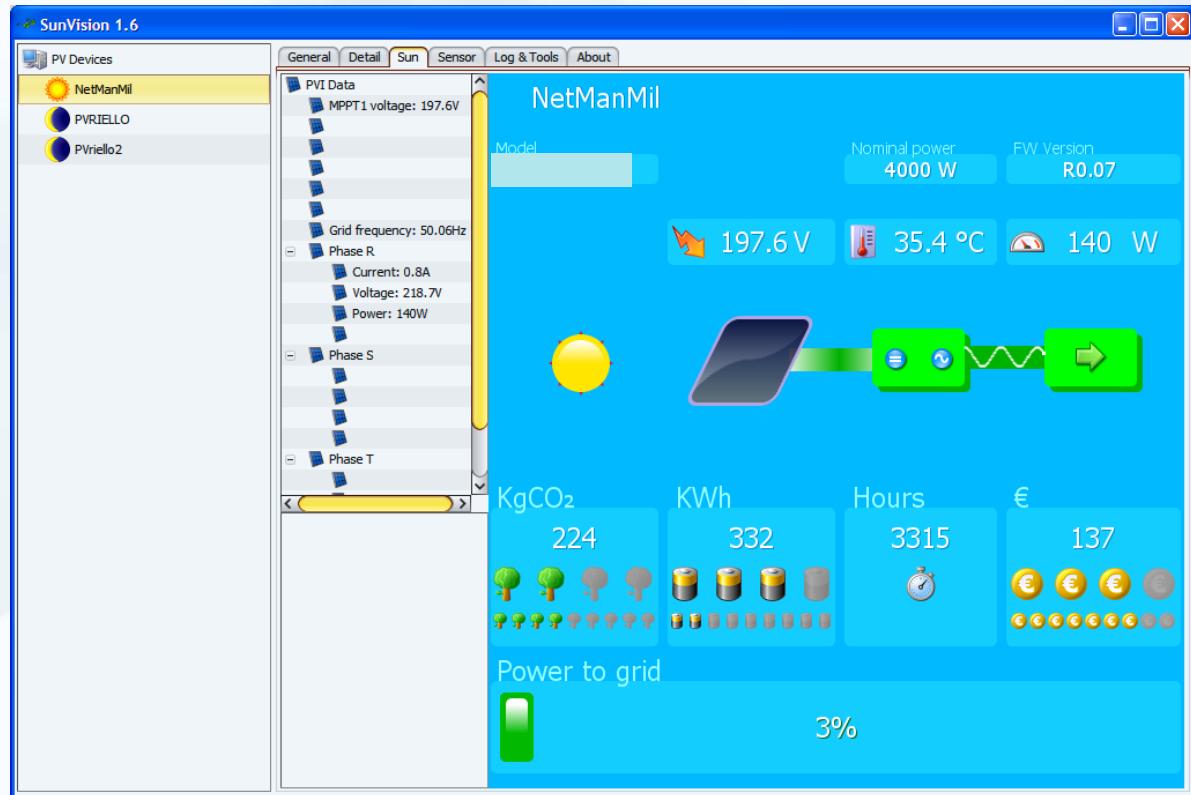 SunVision 1.6
PV Devices
NetManMil
PVRIELLO
PVriello2
General Detail Sun Sensor Log & Tools About
PVI Data
MPPT1 voltage: 197.6V
Grid frequency: 50.06Hz
Phase R
Current: 0.8A
Voltage: 218.7V
Power: 140W
Phase S
Phase T
NetManMil
Model
Nominal power
4000 W
FW Version
R0.07
197.6 V
35.4 °C
140 W
KgCO₂
224
KWh
332
Hours
3315
€
137
Power to grid
3%